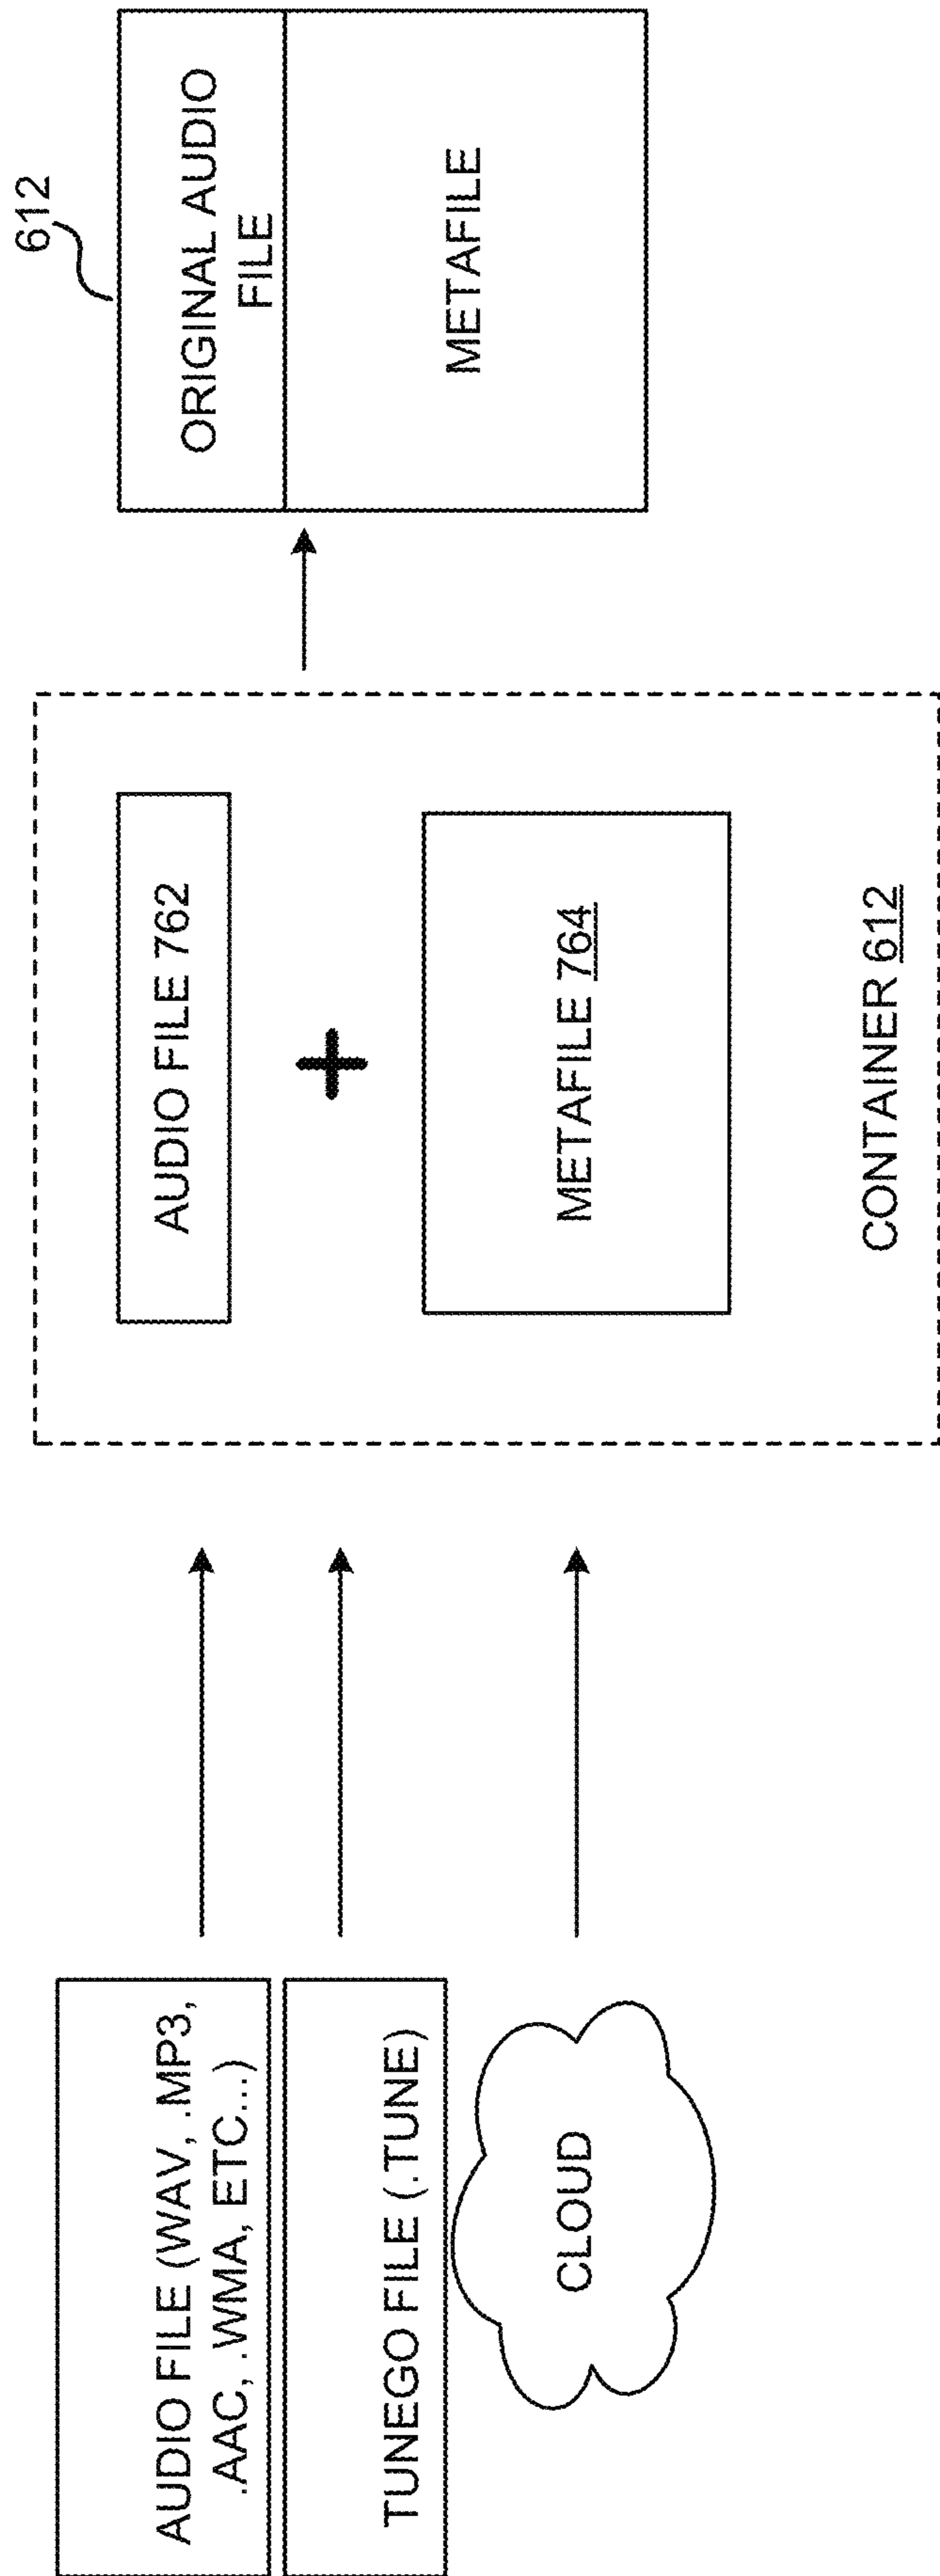 AUDIO FILE (WAV, .MP3,
.AAC, .WMA, ETC...)
TUNEGO FILE (.TUNE)
CLOUD
AUDIO FILE 762
+
METAFILE 764
CONTAINER 612
612
ORIGINAL AUDIO
FILE
METAFILE